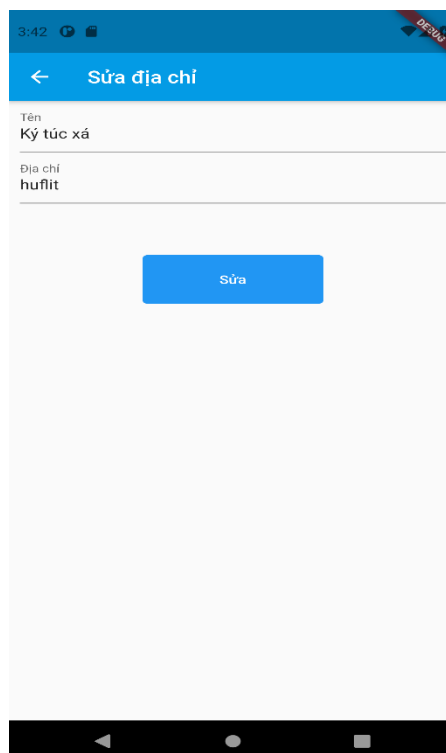 3:42
DEBUG
Sửa địa chỉ
Tên
Ký túc xá
Địa chỉ
huflit
Sửa